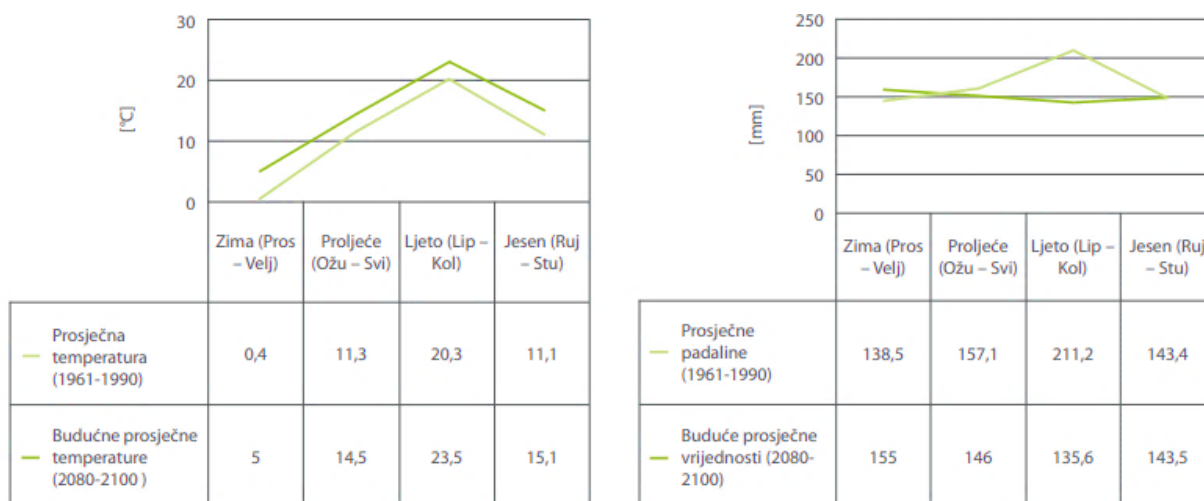 30
20
10
0
[°C]
Zima (Pros
– Velj)
Proljeće
(Ožu – Svi)
Ljeto (Lip –
Kol)
Jesen (Ruj
– Stu)
Prosječna
temperatura
(1961-1990)
0,4
11,3
20,3
11,1
Budućne prosječne
temperature
(2080-2100 )
5
14,5
23,5
15,1
250
200
150
100
50
0
[mm]
Zima (Pros
– Velj)
Proljeće
(Ožu – Svi)
Ljeto (Lip –
Kol)
Jesen (Ruj
– Stu)
Prosječne
padaline
(1961-1990)
138,5
157,1
211,2
143,4
Buduće prosječne
vrijednosti (2080-
2100)
155
146
135,6
143,5